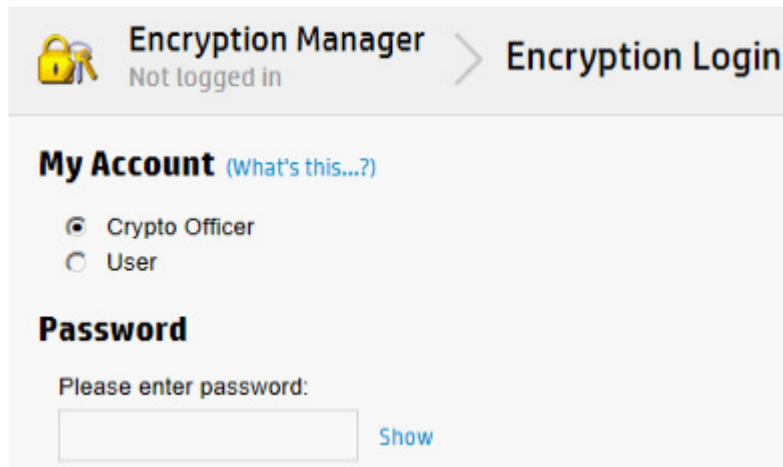 Encryption Manager
Not logged in
Encryption Login
My Account (What's this...?)
Crypto Officer
User
Password
Please enter password:
Show